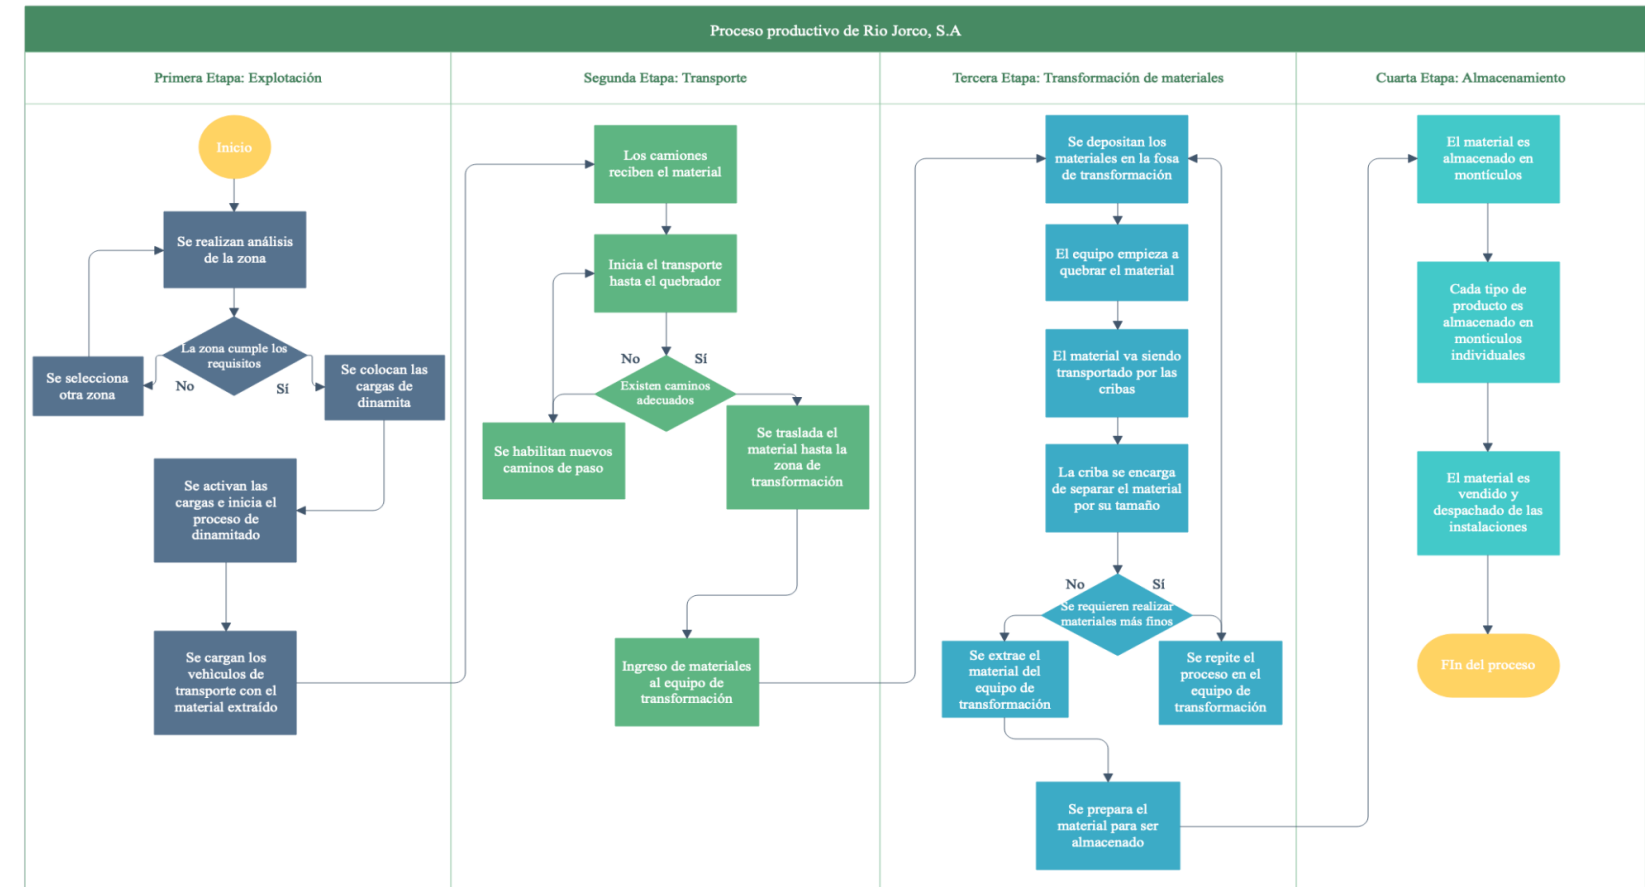 Proceso productivo de Rio Jorco, S.A
Primera Etapa: Explotación
Segunda Etapa: Transporte
Tercera Etapa: Transformación de materiales
Cuarta Etapa: Almacenamiento
Inicio
Se realizan análisis
de la zona
La zona cumple los
requisitos
No
Sí
Se selecciona
otra zona
Se colocan las
cargas de
dinamita
Se activan las
cargas e inicia el
proceso de
dinamitado
Se cargan los
vehìculos de
transporte con el
material extraído
Los camiones
reciben el material
Inicia el transporte
hasta el quebrador
No
Sí
Existen caminos
adecuados
Se habilitan nuevos
caminos de paso
Se traslada el
material hasta la
zona de
transformación
Ingreso de materiales
al equipo de
transformación
Se depositan los
materiales en la fosa
de transformación
El equipo empieza a
quebrar el material
El material va siendo
transportado por las
cribas
La criba se encarga
de separar el material
por su tamaño
No
Sí
Se requieren realizar
materiales más finos
Se extrae el
material del
equipo de
transformación
Se repite el
proceso en el
equipo de
transformación
Se prepara el
material para ser
almacenado
El material es
almacenado en
montículos
Cada tipo de
producto es
almacenado en
monticulos
individuales
El material es
vendido y
despachado de las
instalaciones
FIn del proceso